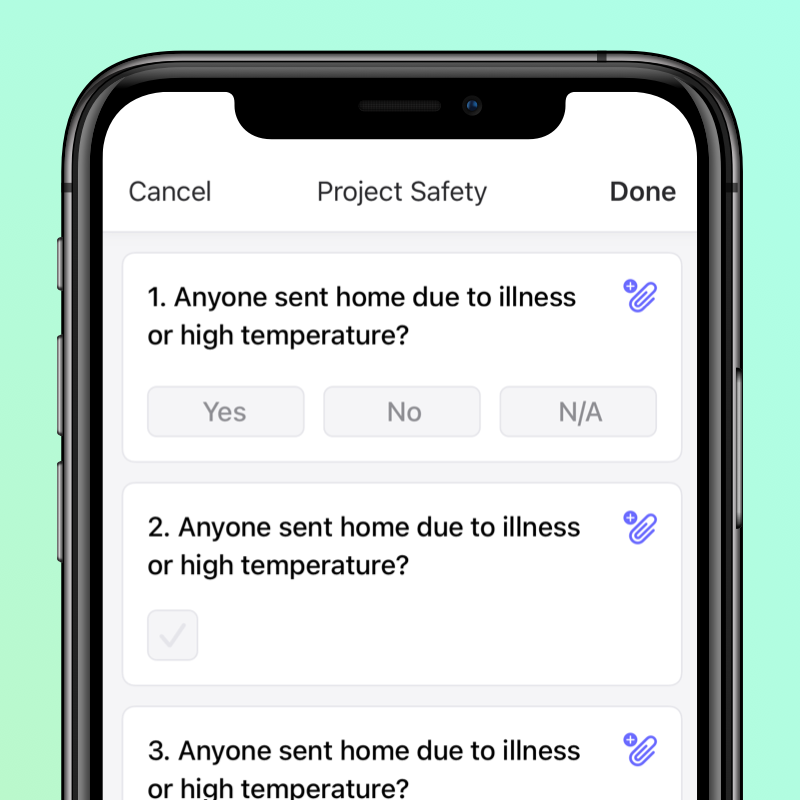 Cancel Project Safety Done
1. Anyone sent home due to illness
or high temperature?
Yes No N/A
2. Anyone sent home due to illness
or high temperature?
3. Anyone sent home due to illness
or high temperature?